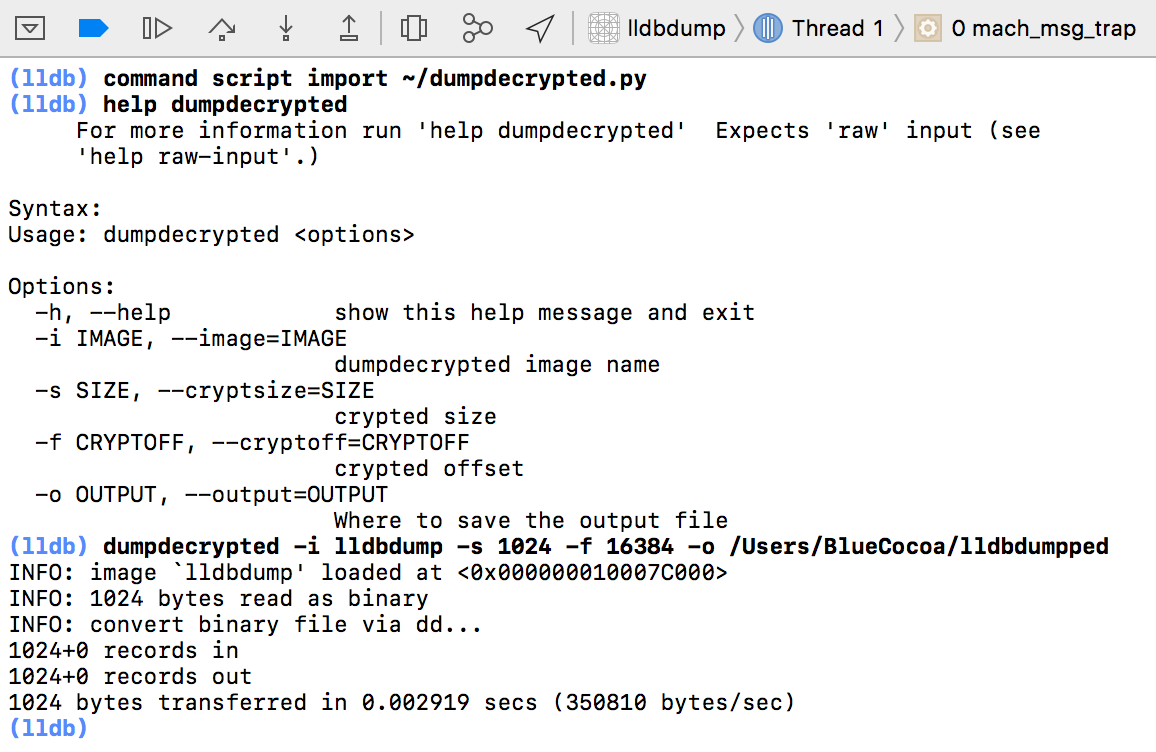 lldbdump Thread 1 0 mach_msg_trap
(lldb) command script import ~/dumpdecrypted.py
(lldb) help dumpdecrypted
     For more information run 'help dumpdecrypted'  Expects 'raw' input (see
     'help raw-input'.)

Syntax:
Usage: dumpdecrypted <options>

Options:
  -h, --help            show this help message and exit
  -i IMAGE, --image=IMAGE
                        dumpdecrypted image name
  -s SIZE, --cryptsize=SIZE
                        crypted size
  -f CRYPTOFF, --cryptoff=CRYPTOFF
                        crypted offset
  -o OUTPUT, --output=OUTPUT
                        Where to save the output file
(lldb) dumpdecrypted -i lldbdump -s 1024 -f 16384 -o /Users/BlueCocoa/lldbdumpped
INFO: image `lldbdump' loaded at <0x000000010007C000>
INFO: 1024 bytes read as binary
INFO: convert binary file via dd...
1024+0 records in
1024+0 records out
1024 bytes transferred in 0.002919 secs (350810 bytes/sec)
(lldb)